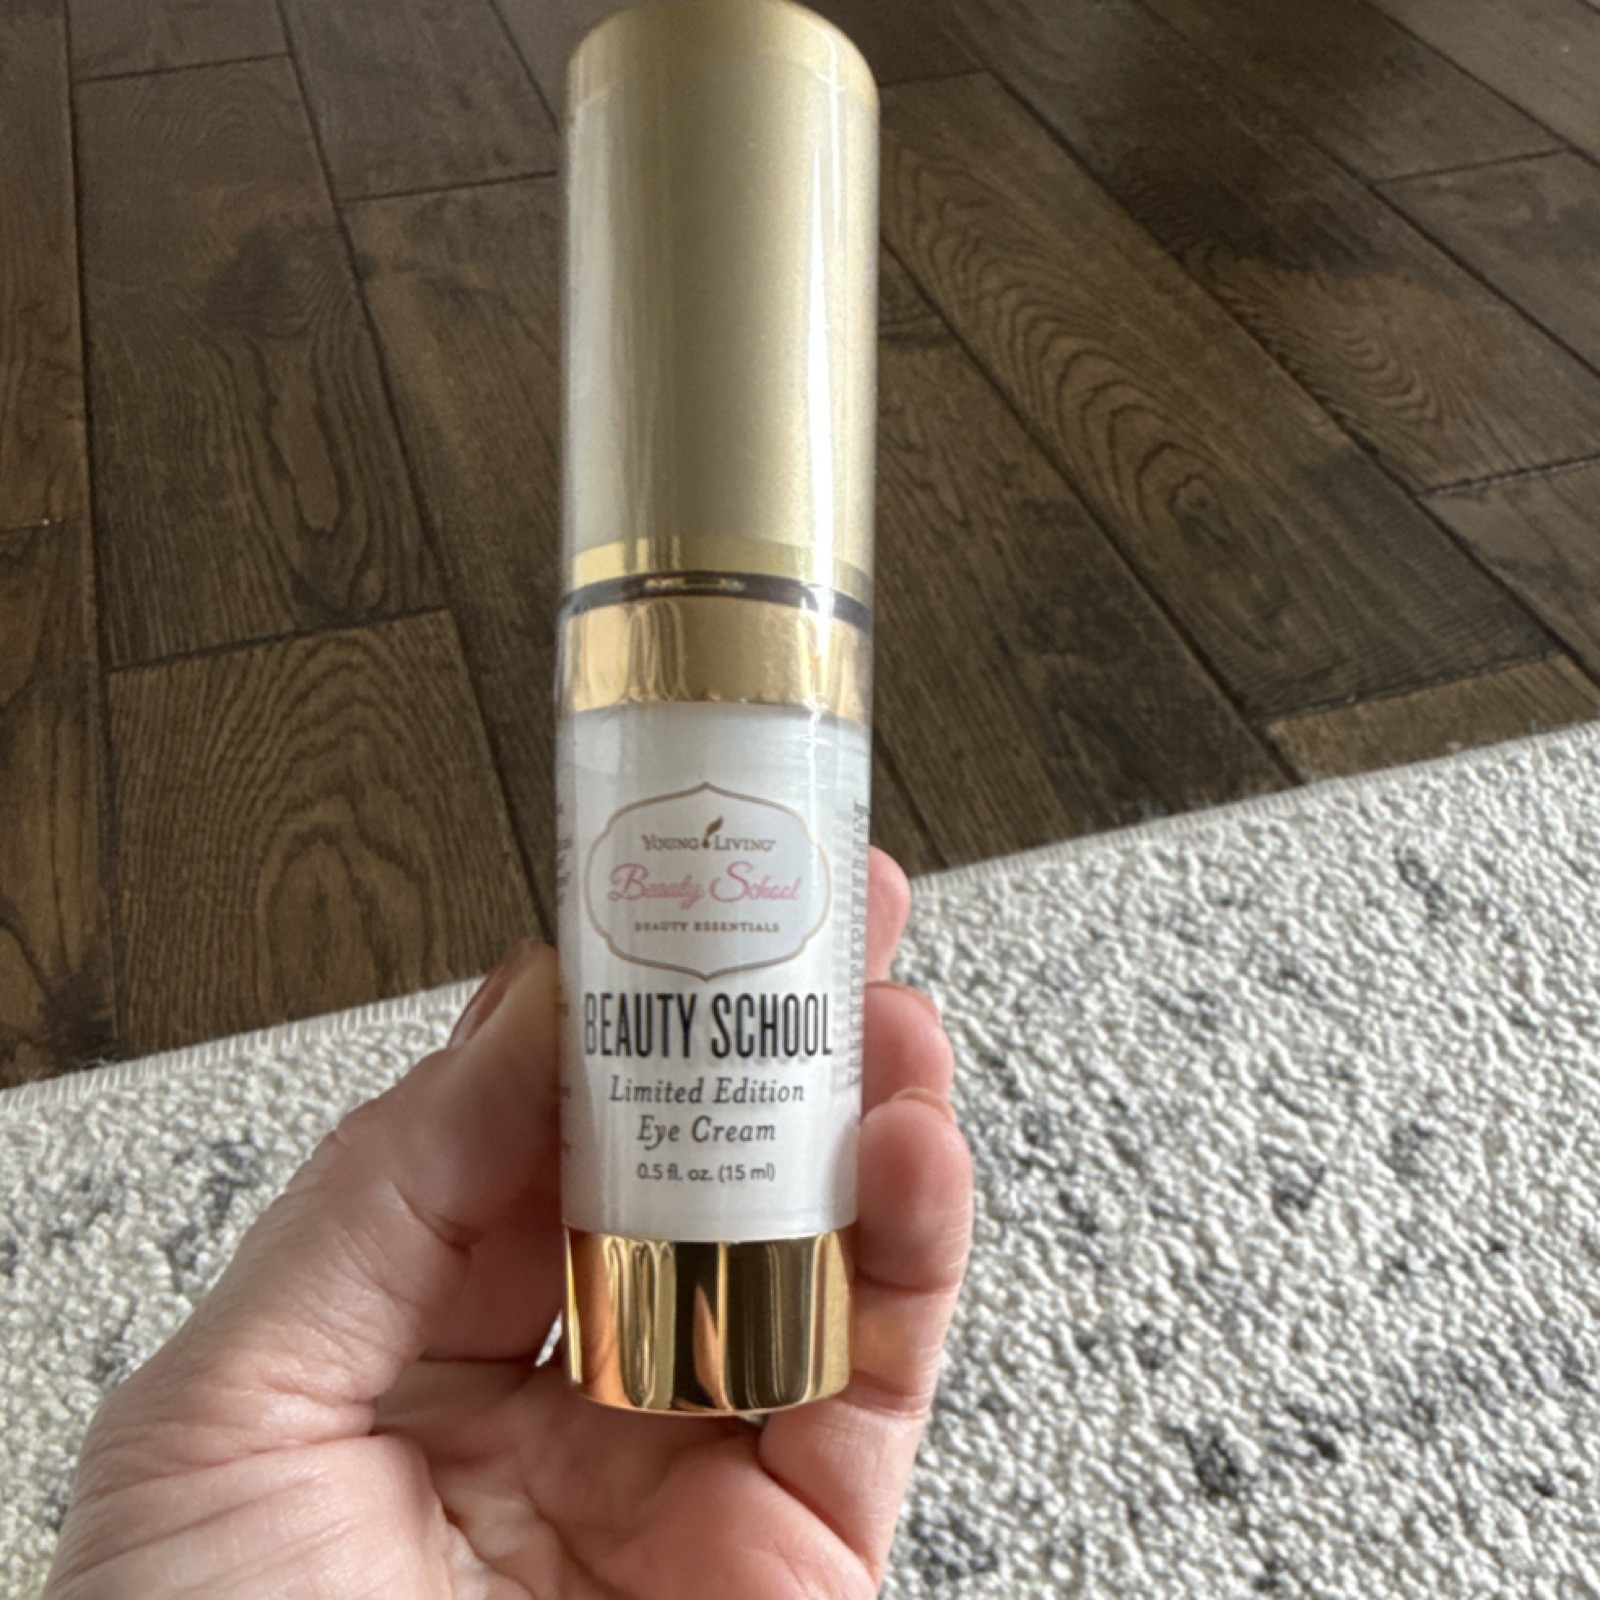 YOUNG LIVING®
Beauty School
BEAUTY ESSENTIALS
BEAUTY SCHOOL
Limited Edition
Eye Cream
0.5 fl. oz. (15 ml)